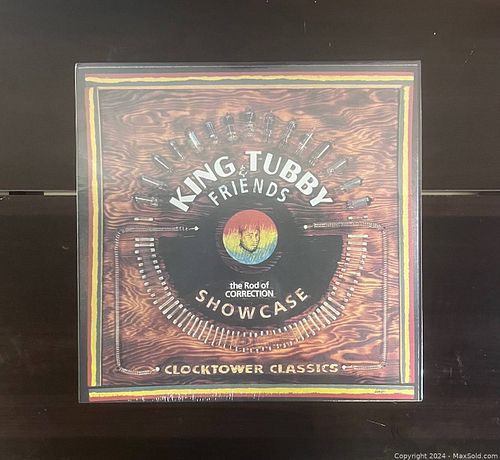 KING TUBBY
& FRIENDS
the Rod of
CORRECTION
SHOWCASE
CLOCKTOWER CLASSICS
Copyright 2024 - MaxSold.com